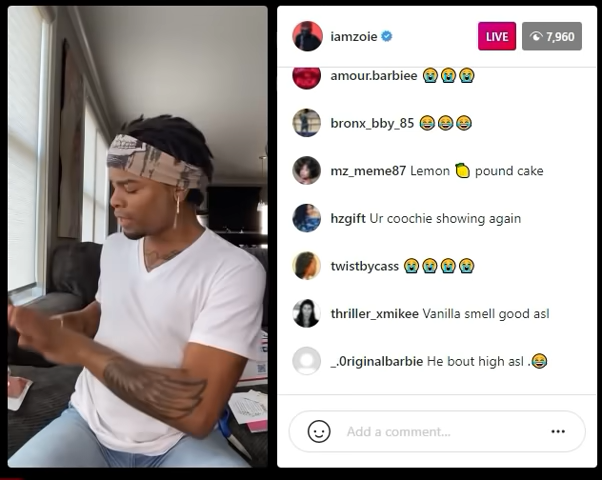 iamzoie
LIVE
7,960
amour.barbiee 😭😭😭
bronx_bby_85 😂😂😂
mz_meme87 Lemon 🍋 pound cake
hzgift Ur coochie showing again
twistbycass 😭😭😭😭
thriller_xmikee Vanilla smell good asl
_.0riginalbarbie He bout high asl .😂
Add a comment...